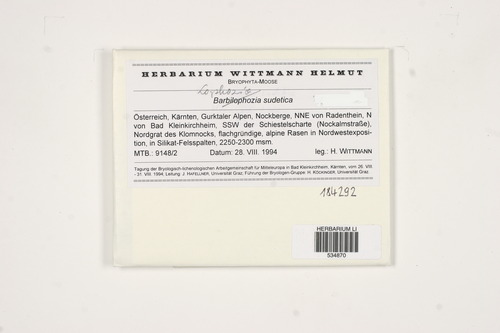 HERBARIUM WITTMANN HELMUT
BRYOPHYTA-MOOSE
Lophozia
Barbilophozia sudetica
Österreich, Kärnten, Gurktaler Alpen, Nockberge, NNE von Radenthein, N
von Bad Kleinkirchheim, SSW der Schiestelscharte (Nockalmstraße),
Nordgrat des Klomnocks, flachgründige, alpine Rasen in Nordwestexposi-
tion, in Silikat-Felsspalten, 2250-2300 msm.
MTB.: 9148/2 Datum: 28. VIII. 1994 leg.: H. WITTMANN
Tagung der Bryologisch-lichenologischen Arbeitsgemeinschaft für Mitteleuropa in Bad Kleinkirchheim, Kärnten, vom 26. VIII.
- 31. VIII. 1994; Leitung: J. HAFELLNER, Universität Graz; Führung der Bryologen-Gruppe: H. KÖCKINGER, Universität Graz.
184292
HERBARIUM LI
534870